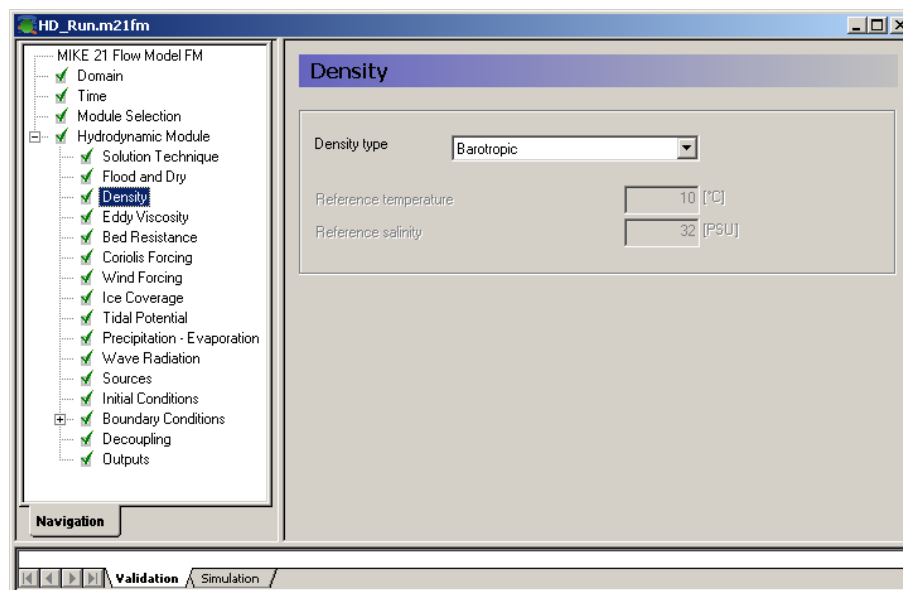 HD_Run.m21fm
MIKE 21 Flow Model FM
Domain
Time
Module Selection
Hydrodynamic Module
Solution Technique
Flood and Dry
Density
Eddy Viscosity
Bed Resistance
Coriolis Forcing
Wind Forcing
Ice Coverage
Tidal Potential
Precipitation - Evaporation
Wave Radiation
Sources
Initial Conditions
Boundary Conditions
Decoupling
Outputs
Navigation
Density
Density type Barotropic
Reference temperature 10 [°C]
Reference salinity 32 [PSU]
Validation Simulation